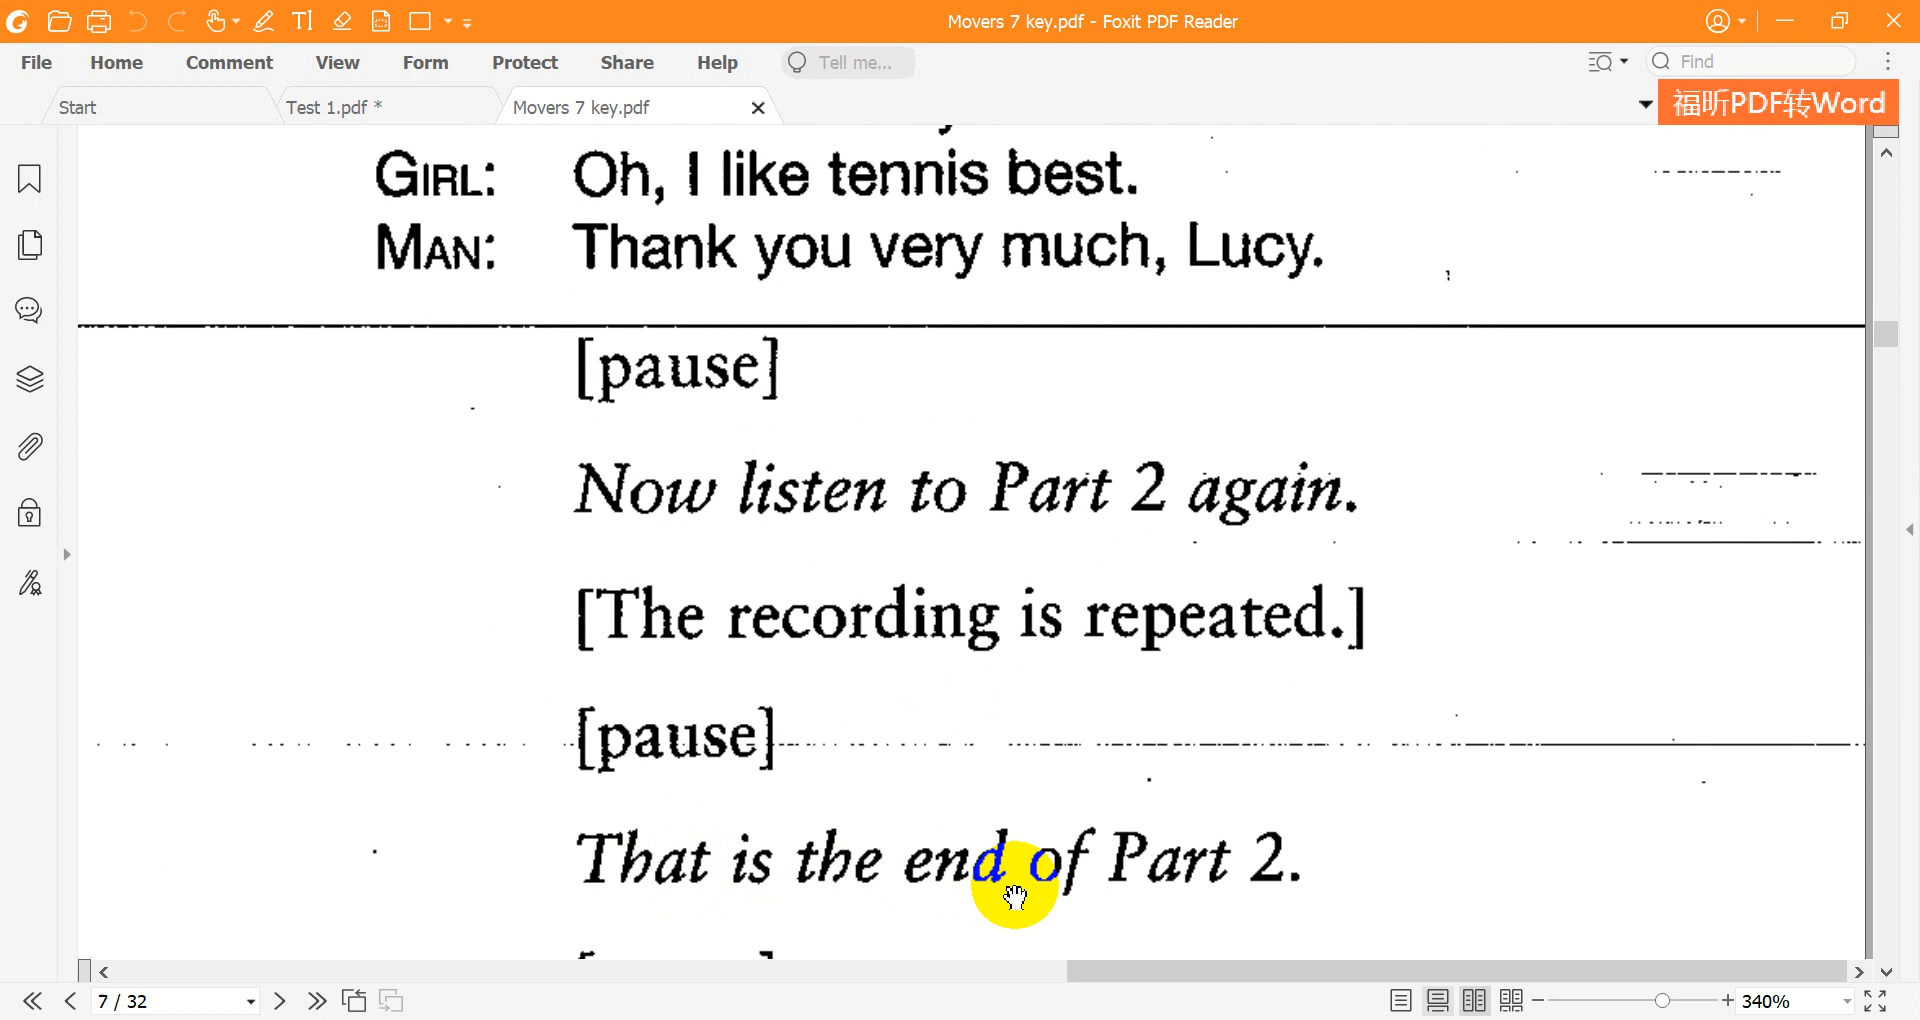 Movers 7 key.pdf - Foxit PDF Reader
File Home Comment View Form Protect Share Help Tell me... Find
Start Test 1.pdf * Movers 7 key.pdf 福昕PDF转Word
GIRL: Oh, I like tennis best.
MAN: Thank you very much, Lucy.
[pause]
Now listen to Part 2 again.
[The recording is repeated.]
[pause]
That is the end of Part 2.
7 / 32 340%